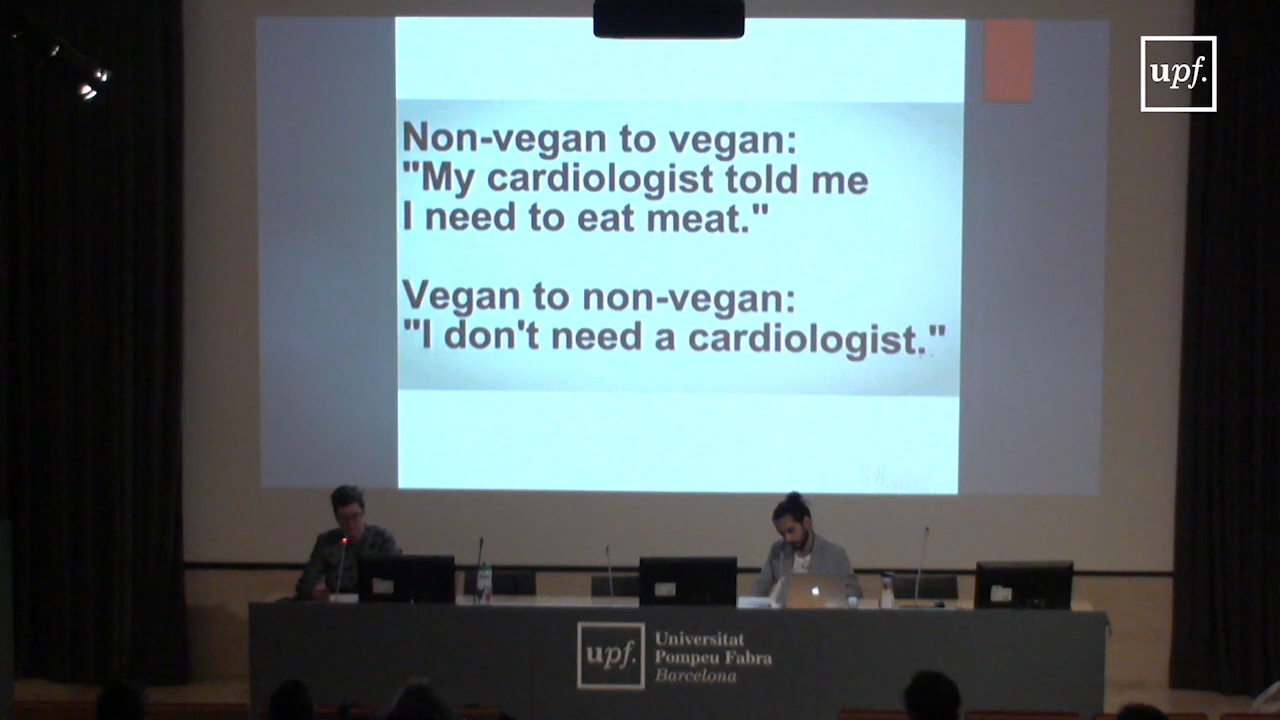 upf.
Non-vegan to vegan:
"My cardiologist told me
I need to eat meat."
Vegan to non-vegan:
"I don't need a cardiologist."
upf.
Universitat
Pompeu Fabra
Barcelona